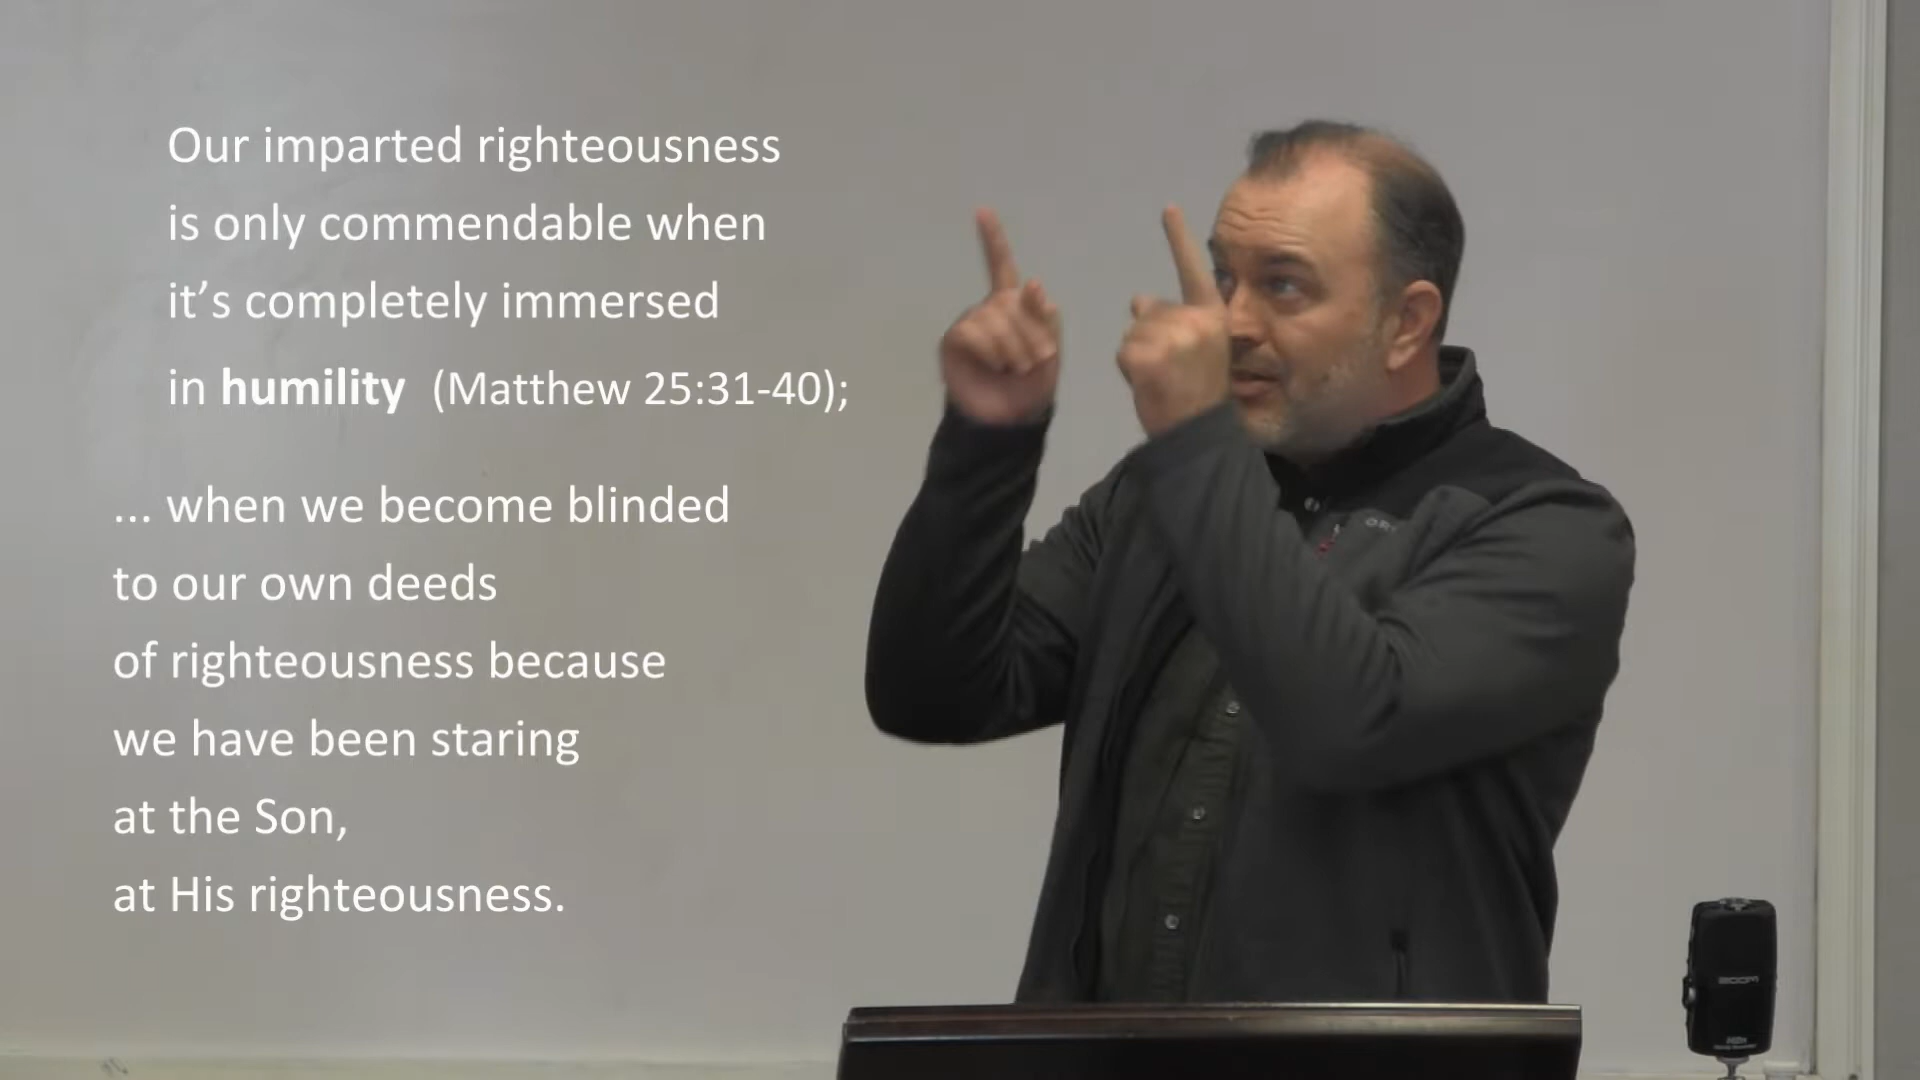 Our imparted righteousness
is only commendable when
it’s completely immersed
in humility (Matthew 25:31-40);
... when we become blinded
to our own deeds
of righteousness because
we have been staring
at the Son,
at His righteousness.
zoom